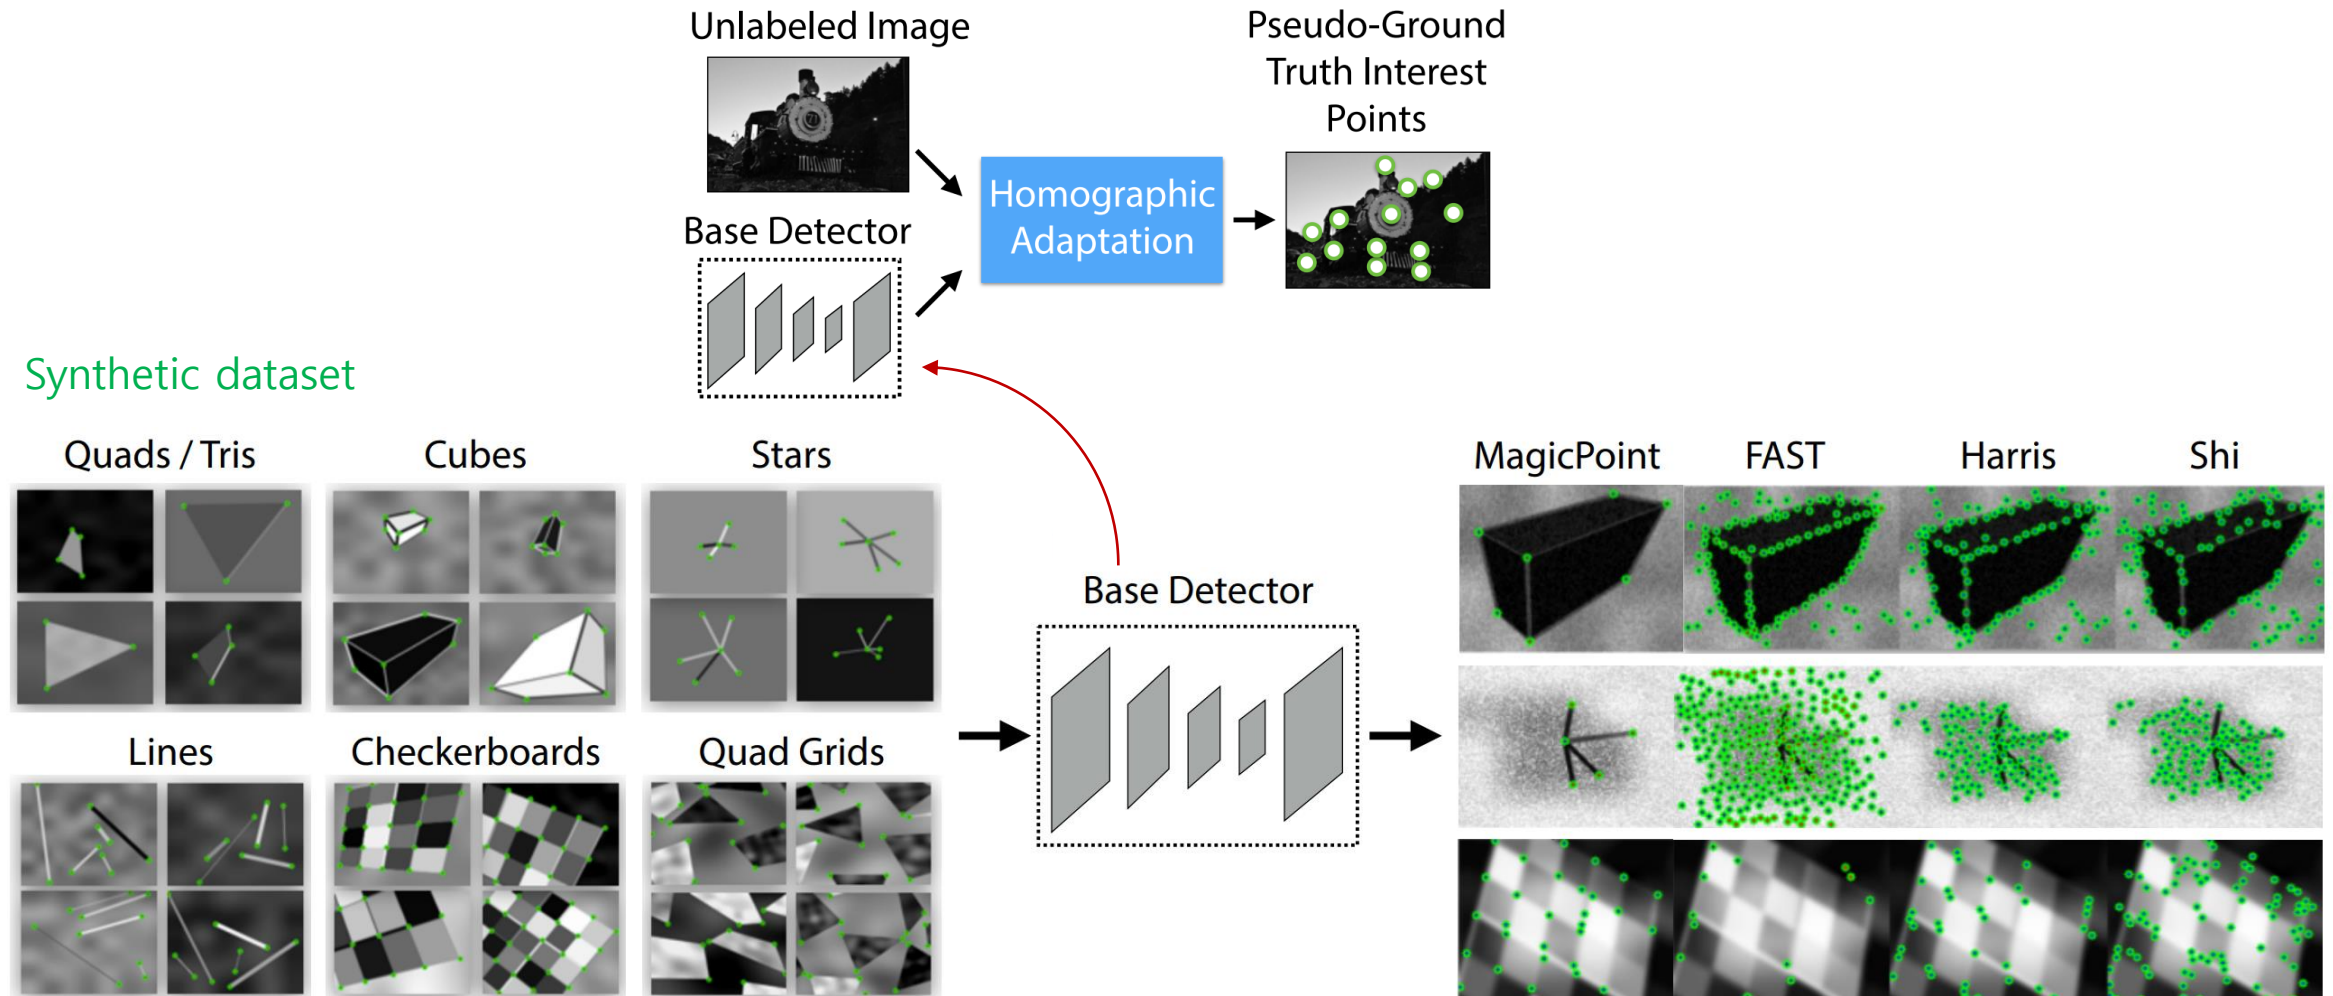 Unlabeled Image
Pseudo-Ground
Truth Interest
Points
Homographic
Adaptation
Base Detector
Synthetic dataset
Quads / Tris
Cubes
Stars
MagicPoint
FAST
Harris
Shi
Base Detector
Lines
Checkerboards
Quad Grids